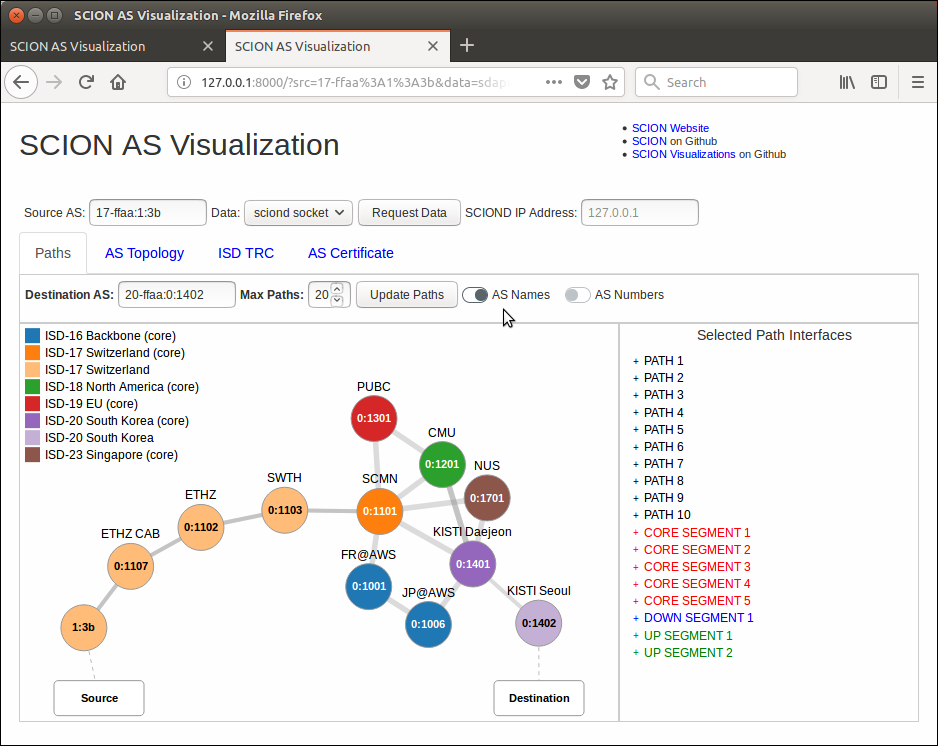 SCION AS Visualization - Mozilla Firefox
SCION AS Visualization
SCION AS Visualization
127.0.0.1:8000/?src=17-ffaa%3A1%3A3b&data=sdap
Search
SCION AS Visualization
SCION Website
SCION on Github
SCION Visualizations on Github
Source AS: 17-ffaa:1:3b Data: sciond socket Request Data SCIOND IP Address: 127.0.0.1
Paths AS Topology ISD TRC AS Certificate
Destination AS: 20-ffaa:0:1402 Max Paths: 20 Update Paths AS Names AS Numbers
ISD-16 Backbone (core)
ISD-17 Switzerland (core)
ISD-17 Switzerland
ISD-18 North America (core)
ISD-19 EU (core)
ISD-20 South Korea (core)
ISD-20 South Korea
ISD-23 Singapore (core)
PUBC
0:1301
CMU
0:1201
NUS
0:1701
SCMN
0:1101
SWTH
0:1103
ETHZ
0:1102
ETHZ CAB
0:1107
KISTI Daejeon
0:1401
FR@AWS
0:1001
JP@AWS
0:1006
KISTI Seoul
0:1402
1:3b
Source
Destination
Selected Path Interfaces
+ PATH 1
+ PATH 2
+ PATH 3
+ PATH 4
+ PATH 5
+ PATH 6
+ PATH 7
+ PATH 8
+ PATH 9
+ PATH 10
+ CORE SEGMENT 1
+ CORE SEGMENT 2
+ CORE SEGMENT 3
+ CORE SEGMENT 4
+ CORE SEGMENT 5
+ DOWN SEGMENT 1
+ UP SEGMENT 1
+ UP SEGMENT 2